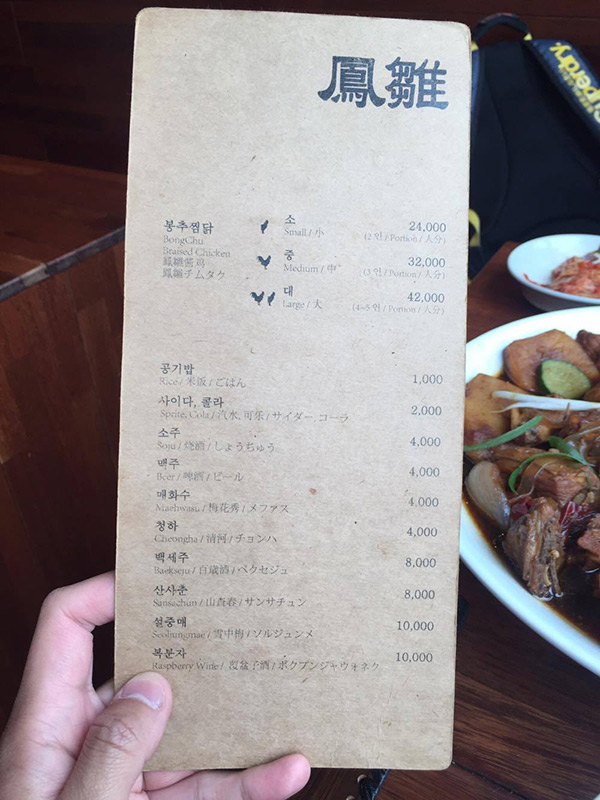 鳳雛
봉추찜닭
BongChu
Braised Chicken
鳳雛酱鸡
鳳雛チムタク
소 24,000
Small / 小 (2 인 / Portion / 人分)
중 32,000
Medium / 中 (3 인 / Portion / 人分)
대 42,000
Large / 大 (4~5 인 / Portion / 人分)
공기밥 1,000
Rice / 米饭 / ごはん
사이다, 콜라 2,000
Sprite, Cola / 汽水, 可乐 / サイダー, コーラ
소주 4,000
Soju / 烧酒 / しょうちゅう
맥주 4,000
Beer / 啤酒 / ビール
매화수 4,000
Maehwasu / 梅花秀 / メファス
청하 4,000
Cheongha / 清河 / チョンハ
백세주 8,000
Baekseju / 百歳酒 / ペクセジュ
산사춘 8,000
Sansachun / 山査春 / サンサチュン
설중매 10,000
Seoljungmae / 雪中梅 / ソルジュンメ
복분자 10,000
Raspberry Wine / 覆盆子酒 / ボクブンジャウォネク
perdry